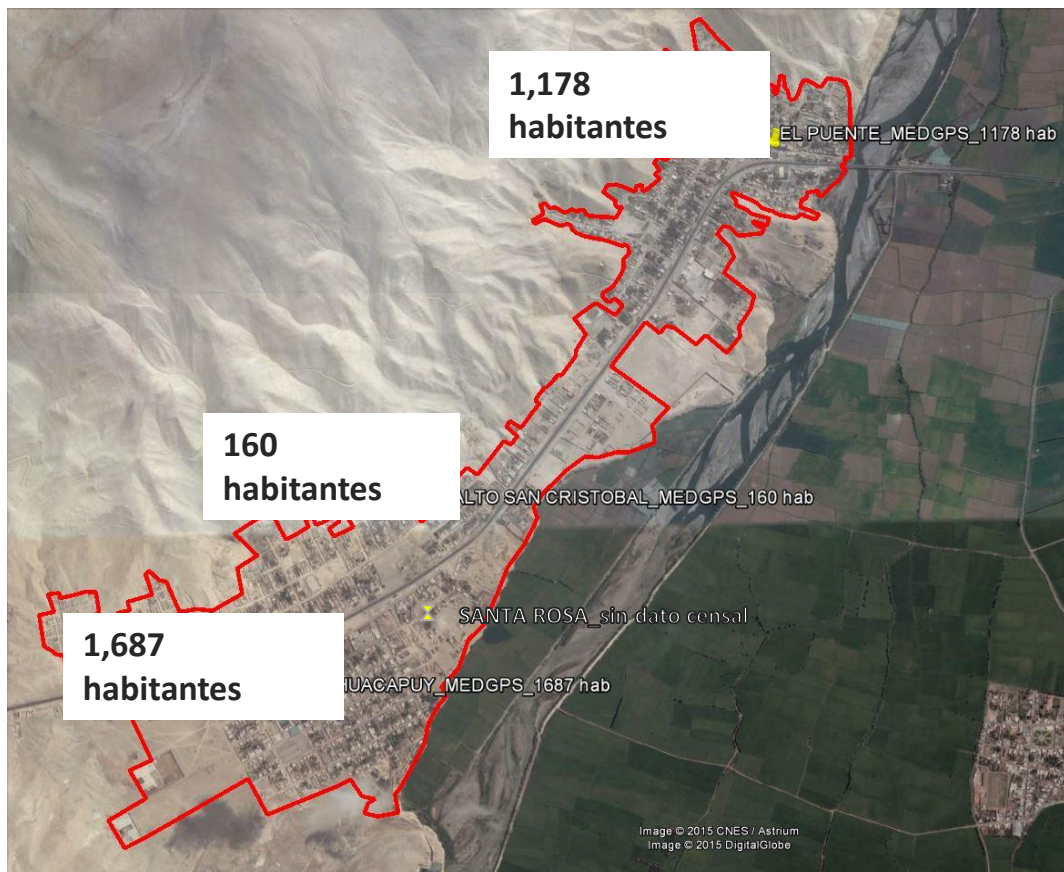 1,178
habitantes
EL PUENTE_MEDGPS_1178 hab
160
habitantes
ALTO SAN CRISTOBAL_MEDGPS_160 hab
SANTA ROSA_sin dato censal
1,687
habitantes
HUACAPUY_MEDGPS_1687 hab
Image © 2015 CNES / Astrium
Image © 2015 DigitalGlobe